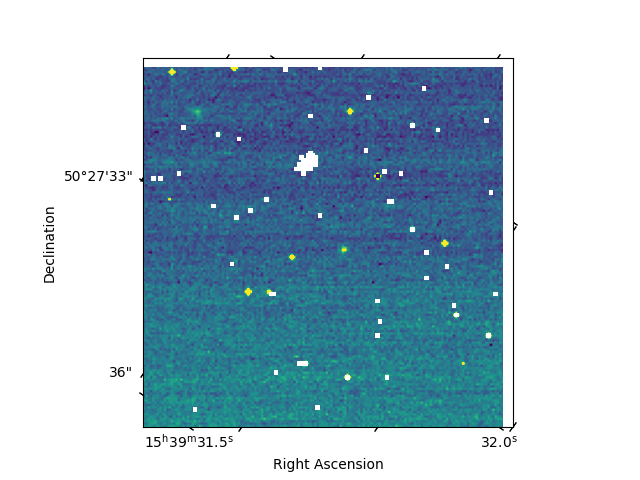 50°27'33"
Declination
36"
15ʰ39ᵐ31.5ˢ
32.0ˢ
Right Ascension